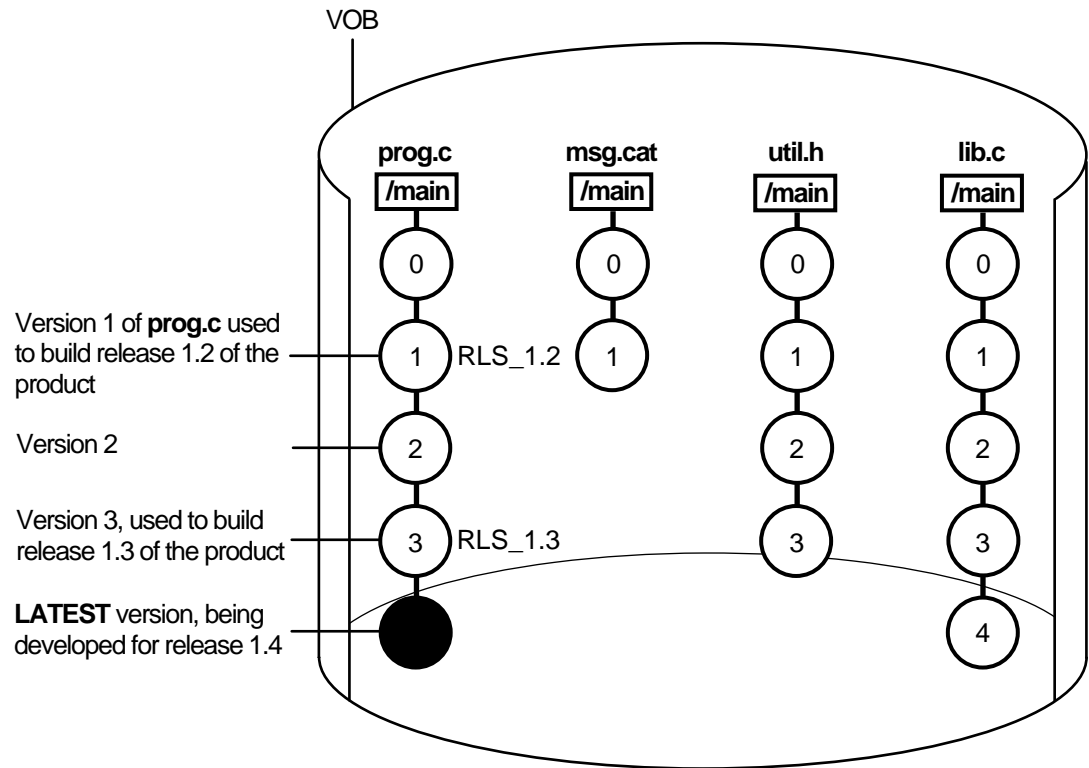 VOB
prog.c msg.cat util.h lib.c
/main /main /main /main
0 0 0 0
Version 1 of prog.c used
to build release 1.2 of the
product
1 RLS_1.2 1 1 1
Version 2
2 2 2
Version 3, used to build
release 1.3 of the product
3 RLS_1.3 3 3
LATEST version, being
developed for release 1.4
4